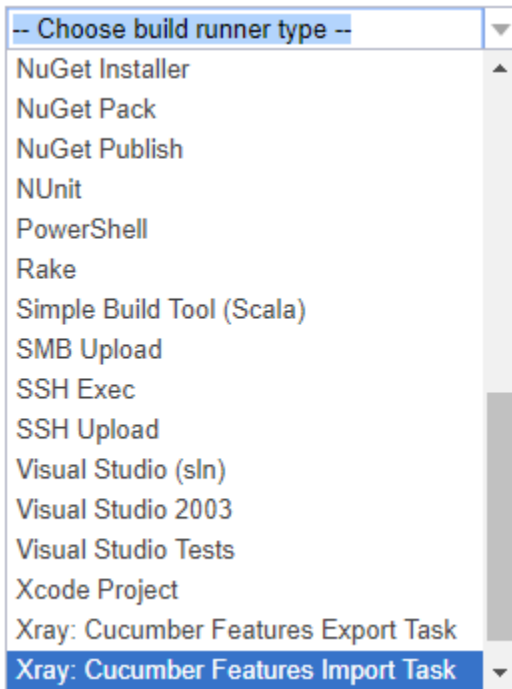 -- Choose build runner type --
NuGet Installer
NuGet Pack
NuGet Publish
NUnit
PowerShell
Rake
Simple Build Tool (Scala)
SMB Upload
SSH Exec
SSH Upload
Visual Studio (sln)
Visual Studio 2003
Visual Studio Tests
Xcode Project
Xray: Cucumber Features Export Task
Xray: Cucumber Features Import Task